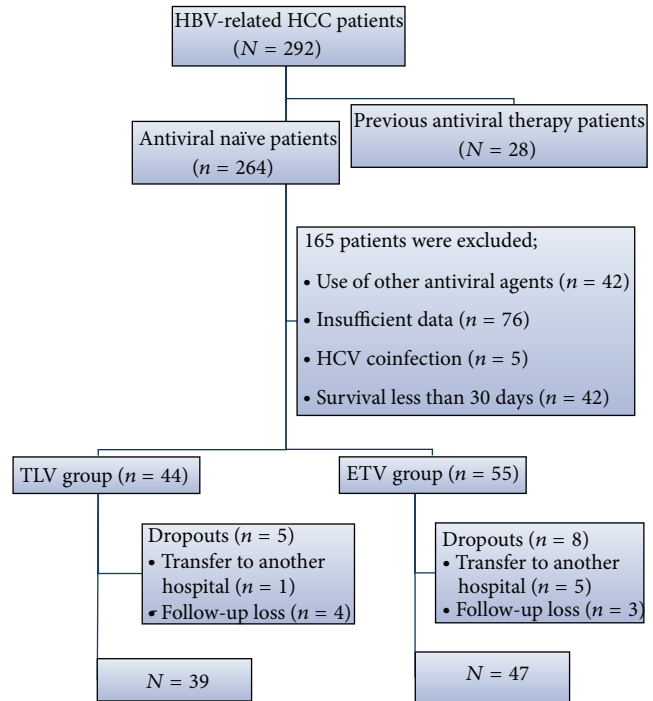 HBV-related HCC patients
(N = 292)
Previous antiviral therapy patients
(N = 28)
Antiviral naïve patients
(n = 264)
165 patients were excluded;
• Use of other antiviral agents (n = 42)
• Insufficient data (n = 76)
• HCV coinfection (n = 5)
• Survival less than 30 days (n = 42)
TLV group (n = 44)
ETV group (n = 55)
Dropouts (n = 5)
• Transfer to another
hospital (n = 1)
• Follow-up loss (n = 4)
Dropouts (n = 8)
• Transfer to another
hospital (n = 5)
• Follow-up loss (n = 3)
N = 39
N = 47